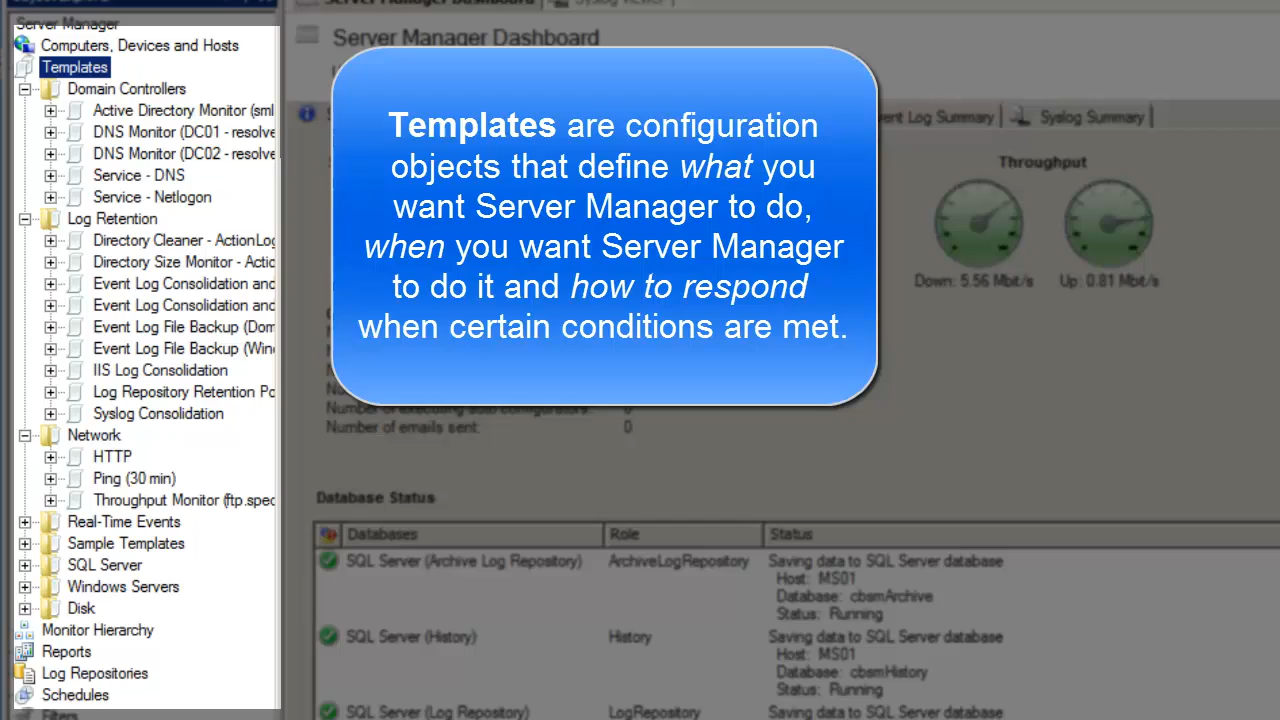 Server Manager Dashboard
Syslog Viewer
Server Manager
Computers, Devices and Hosts
Templates
Domain Controllers
Active Directory Monitor (sml
DNS Monitor (DC01 - resolve
DNS Monitor (DC02 - resolve
Service - DNS
Service - Netlogon
Log Retention
Directory Cleaner - ActionLog
Directory Size Monitor - Actio
Event Log Consolidation and
Event Log Consolidation and
Event Log File Backup (Dom
Event Log File Backup (Wind
IIS Log Consolidation
Log Repository Retention Po
Syslog Consolidation
Network
HTTP
Ping (30 min)
Throughput Monitor (ftp.spec
Real-Time Events
Sample Templates
SQL Server
Windows Servers
Disk
Monitor Hierarchy
Reports
Log Repositories
Schedules
Filters
Server Manager Dashboard
Templates are configuration
objects that define what you
want Server Manager to do,
when you want Server Manager
to do it and how to respond
when certain conditions are met.
ent Log Summary
Syslog Summary
Throughput
Down: 5.56 Mbit/s Up: 0.81 Mbit/s
Number of executing auto configurators: 0
Number of emails sent: 0
Database Status
Databases Role Status
SQL Server (Archive Log Repository) ArchiveLogRepository Saving data to SQL Server database
Host: MS01
Database: cbsmArchive
Status: Running
SQL Server (History) History Saving data to SQL Server database
Host: MS01
Database: cbsmHistory
Status: Running
SQL Server (Log Repository) LogRepository Saving data to SQL Server database